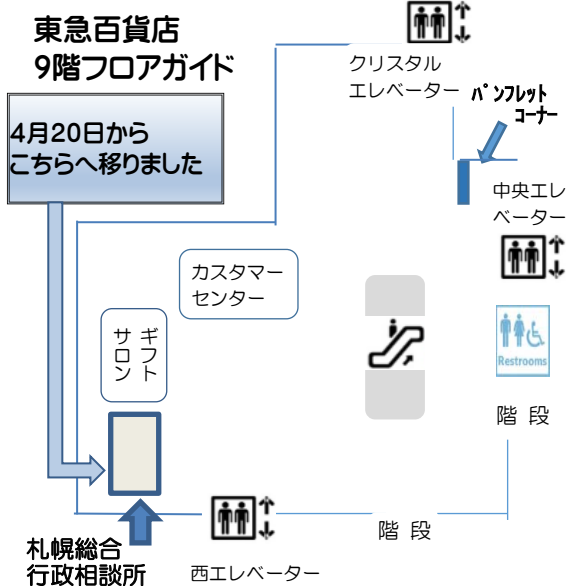 東急百貨店
9階フロアガイド
4月20日から
こちらへ移りました
クリスタル
エレベーター
パンフレット
コーナー
中央エレ
ベーター
カスタマー
センター
ギフト
サロン
Restrooms
階 段
階 段
札幌総合
行政相談所
西エレベーター